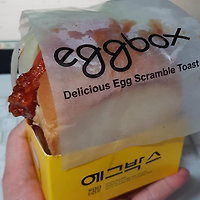 eggbox
Delicious Egg Scramble Toast
에그박스